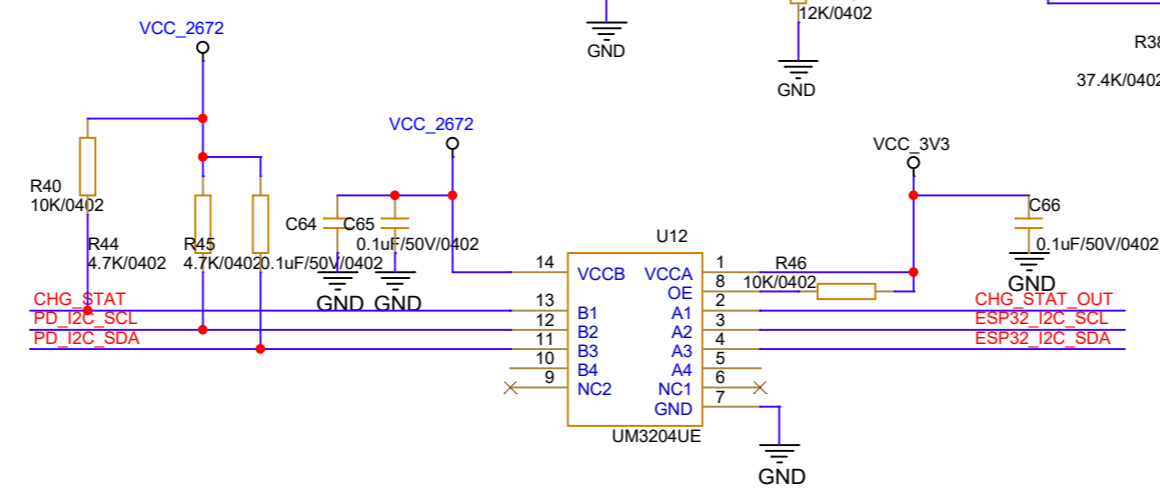 12K/0402
VCC_2672
GND
R38
GND
37.4K/0402
VCC_2672
VCC_3V3
R40
10K/0402
C64
C65
0.1uF/50V/0402
C66
0.1uF/50V/0402
R44
4.7K/0402
R45
4.7K/0402
0.1uF/50V/0402
U12
GND
GND
GND
14
VCCB
VCCA
1
R46
10K/0402
OE
8
CHG_STAT
13
B1
A1
2
CHG_STAT_OUT
PD_I2C_SCL
12
B2
A2
3
ESP32_I2C_SCL
PD_I2C_SDA
11
B3
A3
4
ESP32_I2C_SDA
10
B4
A4
5
9
NC2
NC1
6
GND
7
UM3204UE
GND